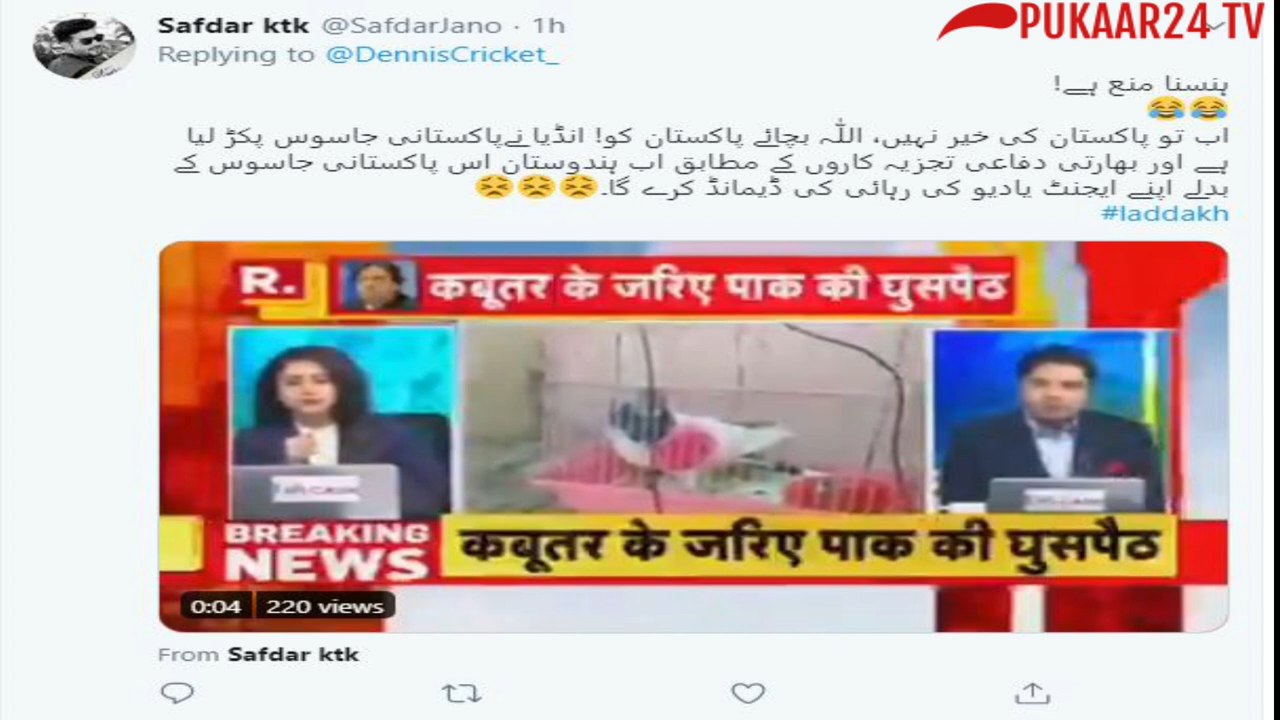 Safdar ktk @SafdarJano · 1h
PUKAAR24 TV
Replying to @DennisCricket_
ہنسنا منع ہے!
😂😂
اب تو پاکستان کی خیر نہیں، اللّٰہ بچائے پاکستان کو! انڈیا نےپاکستانی جاسوس پکڑ لیا
ہے اور بھارتی دفاعی تجزیہ کاروں کے مطابق اب ہندوستان اس پاکستانی جاسوس کے
بدلے اپنے ایجنٹ یادیو کی رہائی کی ڈیمانڈ کرے گا۔😣😣😣
#laddakh
R.
कबूतर के जरिए पाक की घुसपैठ
BREAKING
NEWS
कबूतर के जरिए पाक की घुसपैठ
0:04 220 views
From Safdar ktk